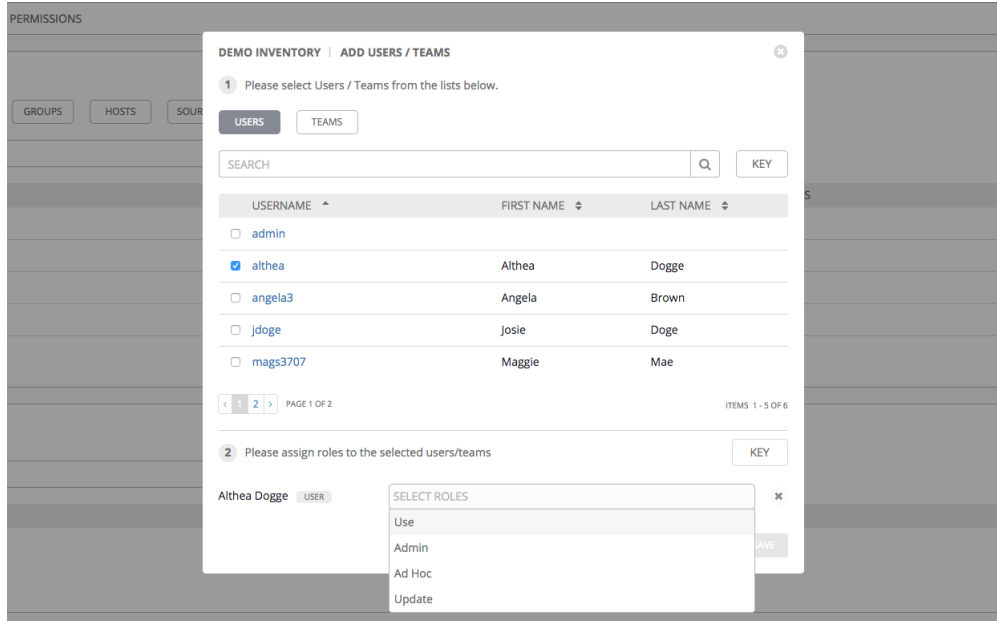 PERMISSIONS
DEMO INVENTORY | ADD USERS / TEAMS
1 Please select Users / Teams from the lists below.
GROUPS HOSTS SOUR
USERS TEAMS
SEARCH KEY
S
USERNAME FIRST NAME LAST NAME
admin
althea Althea Dogge
angela3 Angela Brown
jdoge Josie Doge
mags3707 Maggie Mae
< 1 2 > PAGE 1 OF 2 ITEMS 1 - 5 OF 6
2 Please assign roles to the selected users/teams KEY
Althea Dogge USER SELECT ROLES
Use
Admin SAVE
Ad Hoc
Update